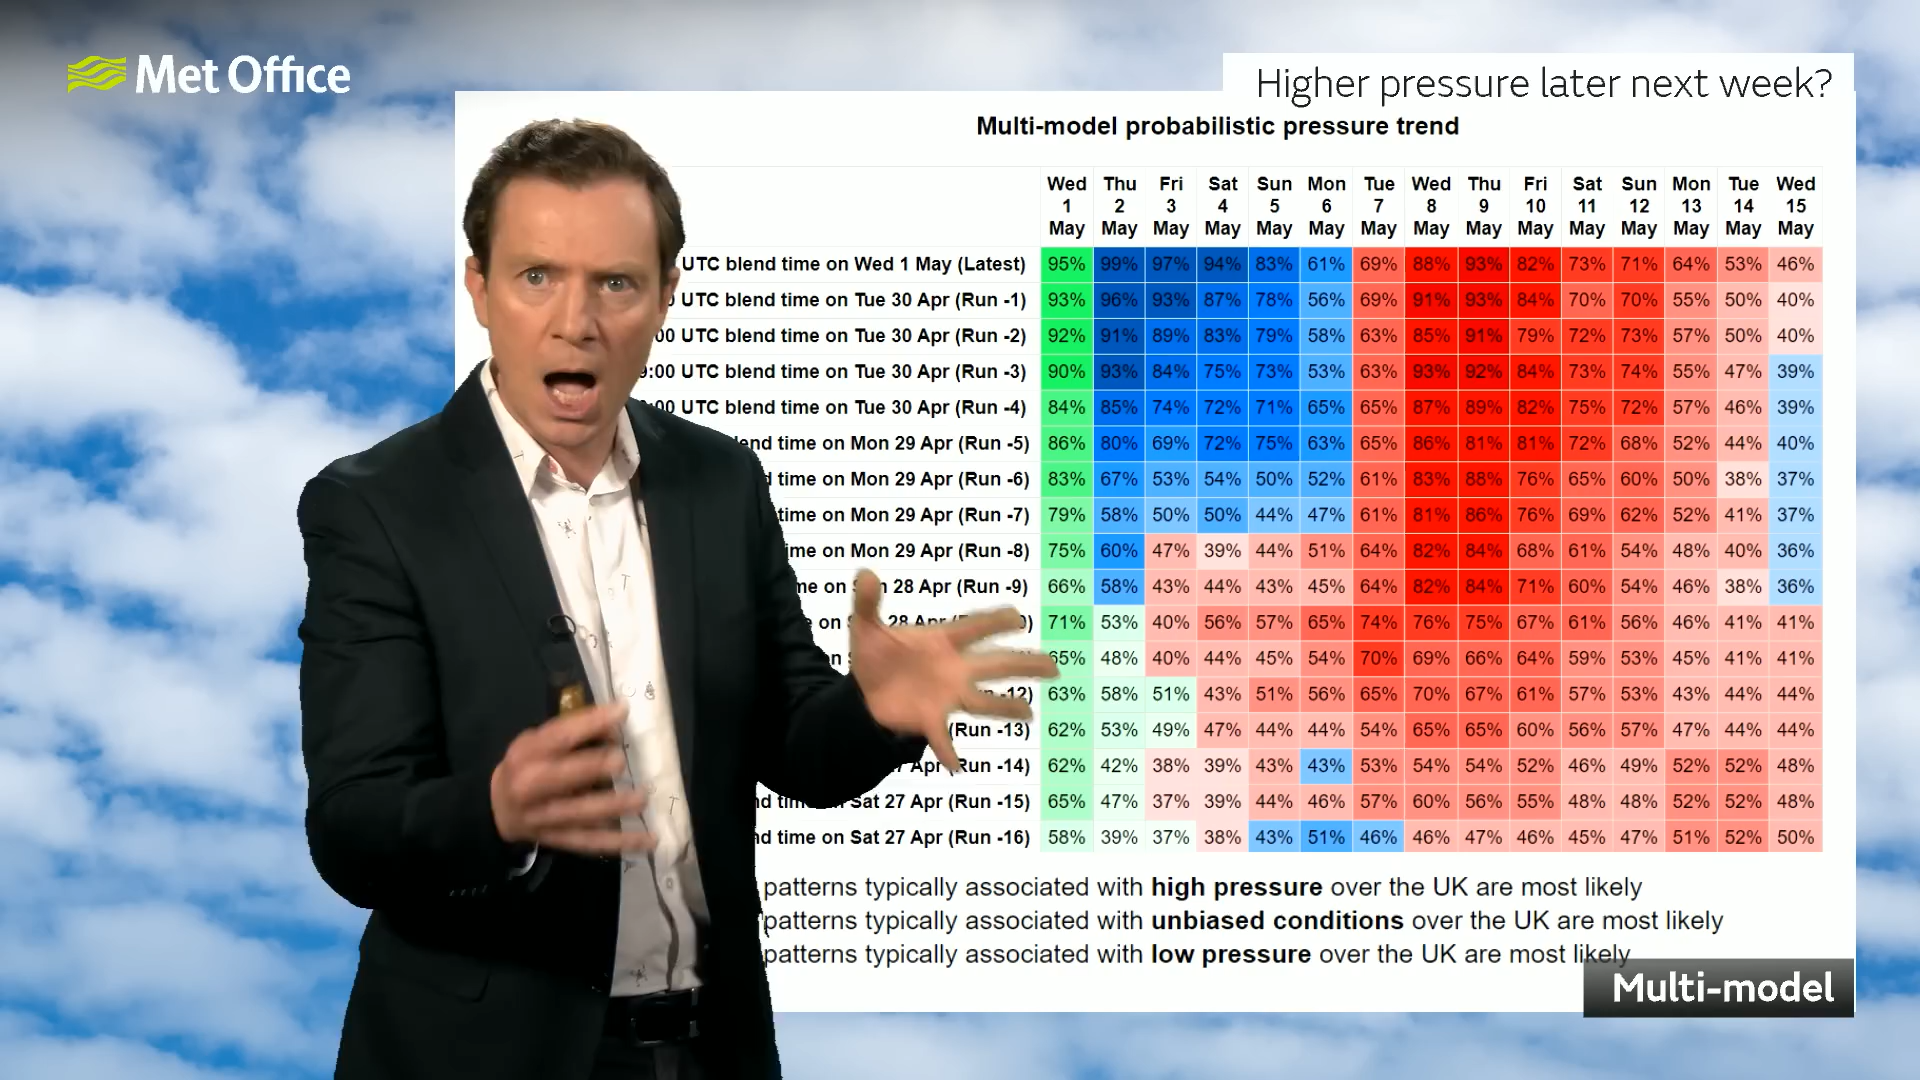 Met Office
Higher pressure later next week?
Multi-model probabilistic pressure trend
Wed 1 May Thu 2 May Fri 3 May Sat 4 May Sun 5 May Mon 6 May Tue 7 May Wed 8 May Thu 9 May Fri 10 May Sat 11 May Sun 12 May Mon 13 May Tue 14 May Wed 15 May
UTC blend time on Wed 1 May (Latest) 95% 99% 97% 94% 83% 61% 69% 88% 93% 82% 73% 71% 64% 53% 46%
UTC blend time on Tue 30 Apr (Run -1) 93% 96% 93% 87% 78% 56% 69% 91% 93% 84% 70% 70% 55% 50% 40%
:00 UTC blend time on Tue 30 Apr (Run -2) 92% 91% 89% 83% 79% 58% 63% 85% 91% 79% 72% 73% 57% 50% 40%
:00 UTC blend time on Tue 30 Apr (Run -3) 90% 93% 84% 75% 73% 53% 63% 93% 92% 84% 73% 74% 55% 47% 39%
:00 UTC blend time on Tue 30 Apr (Run -4) 84% 85% 74% 72% 71% 65% 65% 87% 89% 82% 75% 72% 57% 46% 39%
time on Mon 29 Apr (Run -5) 86% 80% 69% 72% 75% 63% 65% 86% 81% 81% 72% 68% 52% 44% 40%
time on Mon 29 Apr (Run -6) 83% 67% 53% 54% 50% 52% 61% 83% 88% 76% 65% 60% 50% 38% 37%
time on Mon 29 Apr (Run -7) 79% 58% 50% 50% 44% 47% 61% 81% 86% 76% 69% 62% 52% 41% 37%
on Mon 29 Apr (Run -8) 75% 60% 47% 39% 44% 51% 64% 82% 84% 68% 61% 54% 48% 40% 36%
on 28 Apr (Run -9) 66% 58% 43% 44% 43% 45% 64% 82% 84% 71% 60% 54% 46% 38% 36%
on 28 Apr 71% 53% 40% 56% 57% 65% 74% 76% 75% 67% 61% 56% 46% 41% 41%
65% 48% 40% 44% 45% 54% 70% 69% 66% 64% 59% 53% 45% 41% 41%
-12) 63% 58% 51% 43% 51% 56% 65% 70% 67% 61% 57% 53% 43% 44% 44%
(Run -13) 62% 53% 49% 47% 44% 44% 54% 65% 65% 60% 56% 57% 47% 44% 44%
Apr (Run -14) 62% 42% 38% 39% 43% 43% 53% 54% 54% 52% 46% 49% 52% 52% 48%
Sat 27 Apr (Run -15) 65% 47% 37% 39% 44% 46% 57% 60% 56% 55% 48% 48% 52% 52% 48%
time on Sat 27 Apr (Run -16) 58% 39% 37% 38% 43% 51% 46% 46% 47% 46% 45% 47% 51% 52% 50%
patterns typically associated with high pressure over the UK are most likely
patterns typically associated with unbiased conditions over the UK are most likely
patterns typically associated with low pressure over the UK are most likely
Multi-model